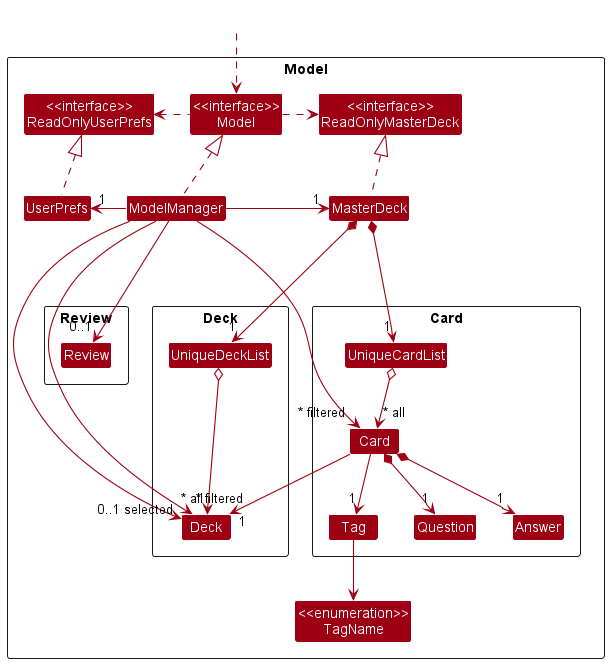 Model
<<interface>>
ReadOnlyUserPrefs
<<interface>>
Model
<<interface>>
ReadOnlyMasterDeck
UserPrefs
1
ModelManager
1
MasterDeck
Review
0..1
Review
Deck
1
UniqueDeckList
Card
1
UniqueCardList
* filtered
* all
Card
0..1 selected
* all
* filtered
1
1
1
1
Deck
Tag
Question
Answer
<<enumeration>>
TagName